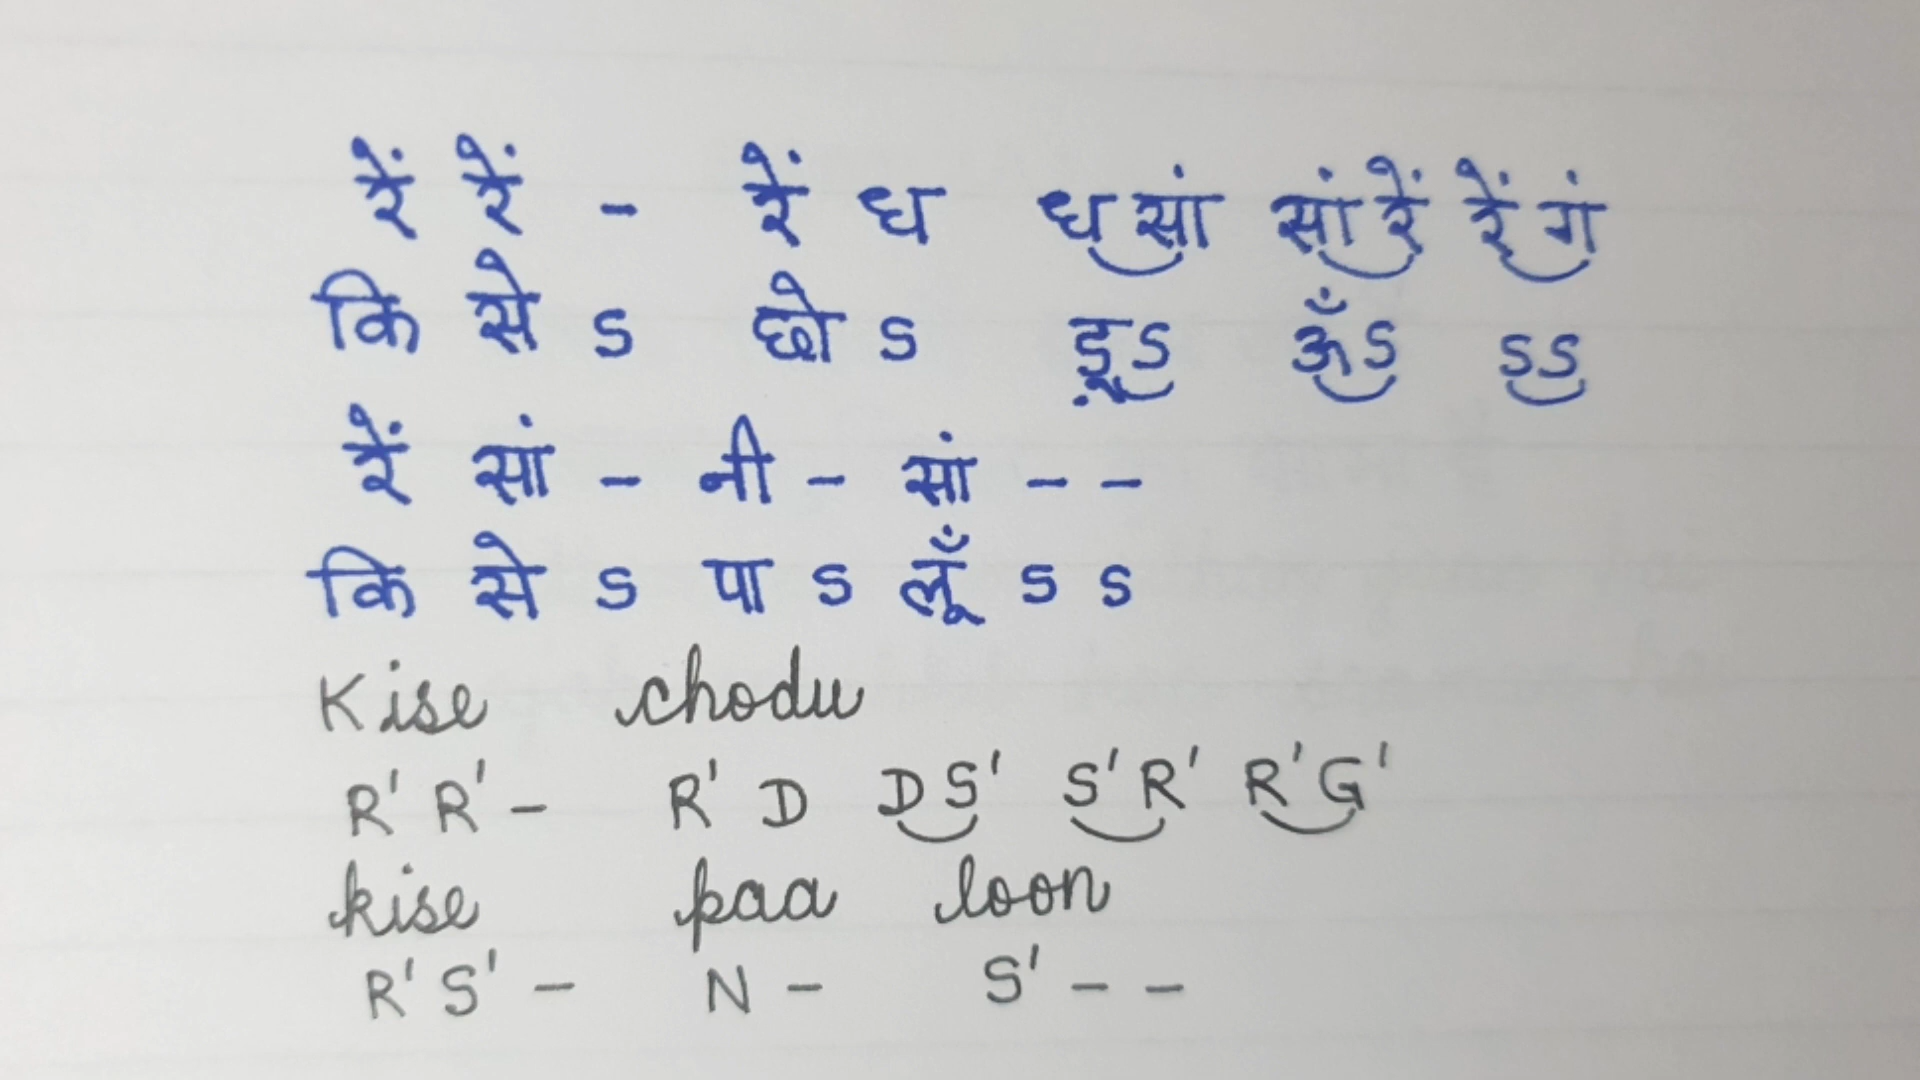 रें रें - रें ध धसां सांरें रेंगं
कि से ऽ छो ऽ ड़ूऽ ऊँऽ ऽऽ
रें सां - नी - सां - -
कि से ऽ पा ऽ लूँ ऽ ऽ
Kise chodu
R' R' - R' D DS' S'R' R'G'
kise paa loon
R' S' - N - S' - -